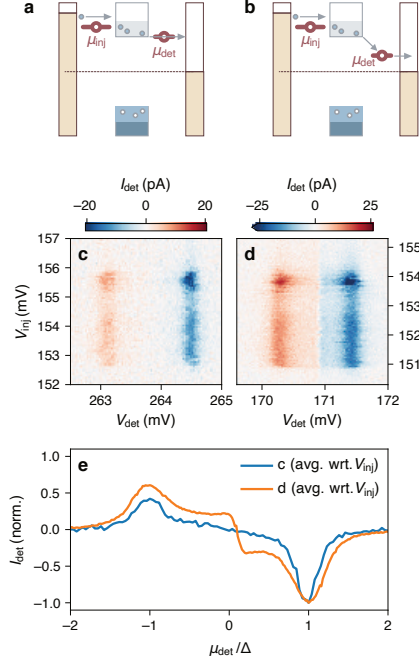 a
b
μinj
μdet
μinj
μdet
Idet (pA)
−20 0 20
Idet (pA)
−25 0 25
c
d
157
156
155
154
153
152
Vinj (mV)
155
154
153
152
151
263 264 265
170 171 172
Vdet (mV)
Vdet (mV)
e
c (avg. wrt. Vinj)
d (avg. wrt. Vinj)
1.0
0.5
0.0
−0.5
−1.0
Idet (norm.)
−2 −1 0 1 2
μdet/Δ